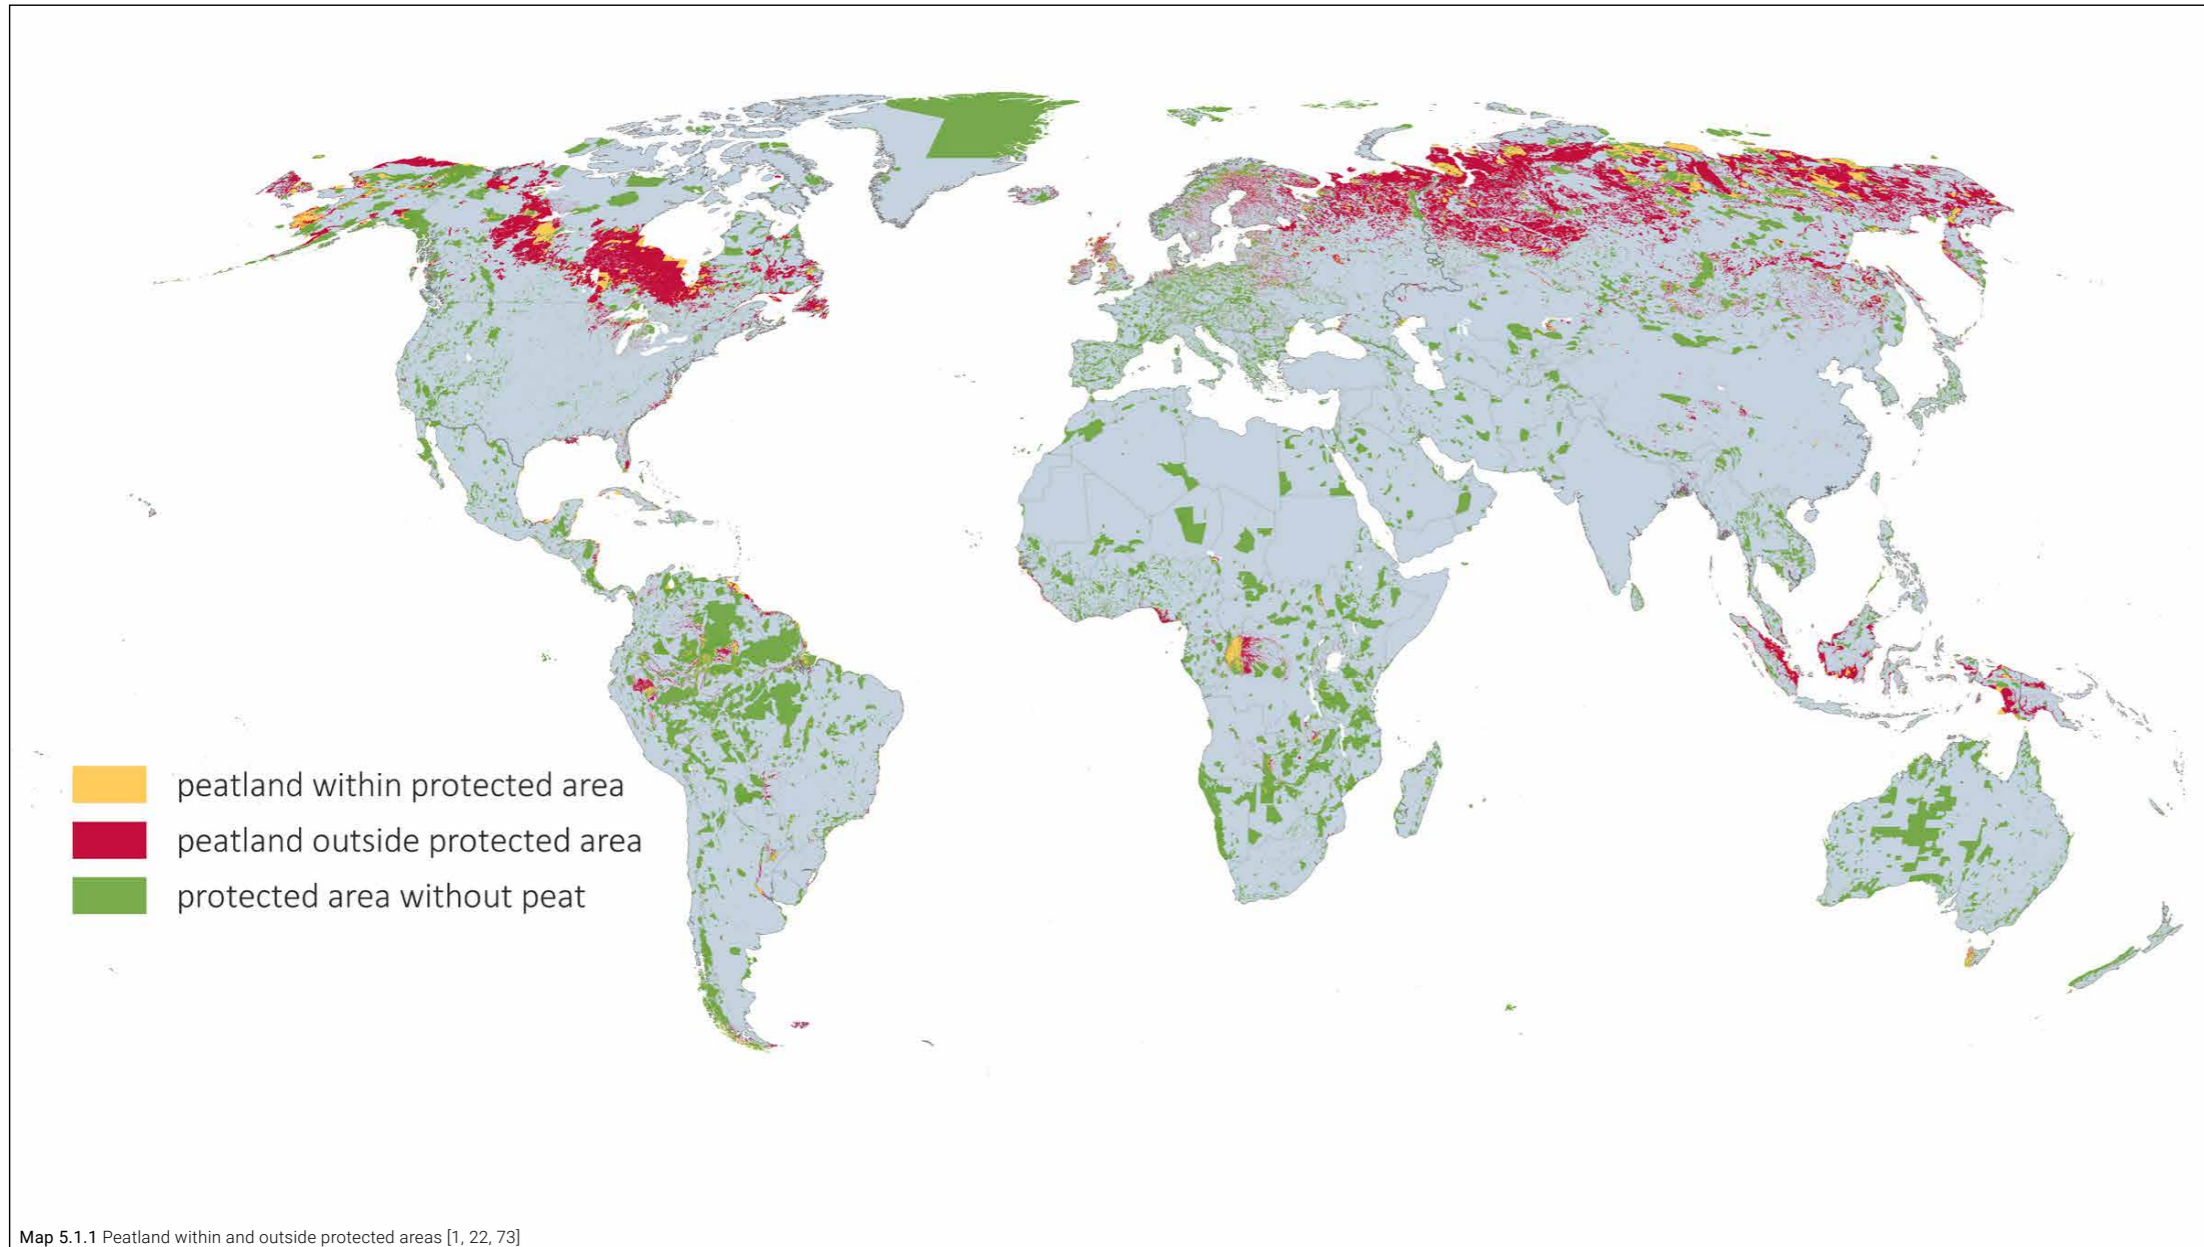 peatland within protected area
peatland outside protected area
protected area without peat
Map 5.1.1 Peatland within and outside protected areas [1, 22, 73]